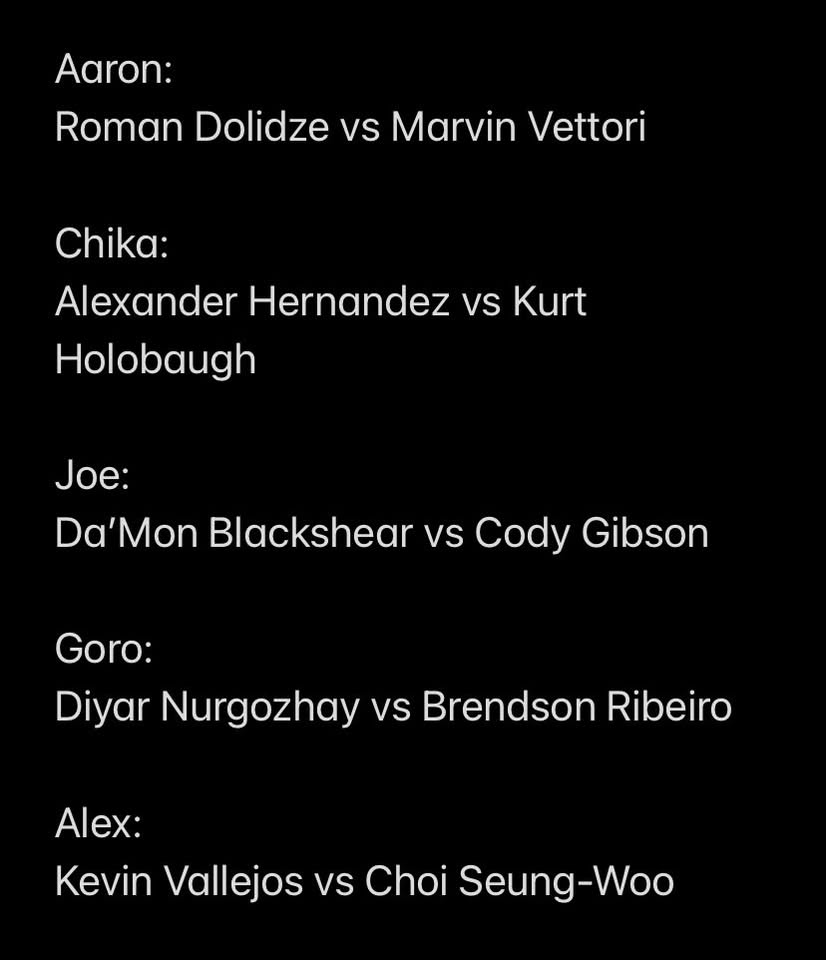 Aaron:
Roman Dolidze vs Marvin Vettori
Chika:
Alexander Hernandez vs Kurt
Holobaugh
Joe:
Da’Mon Blackshear vs Cody Gibson
Goro:
Diyar Nurgozhay vs Brendson Ribeiro
Alex:
Kevin Vallejos vs Choi Seung-Woo